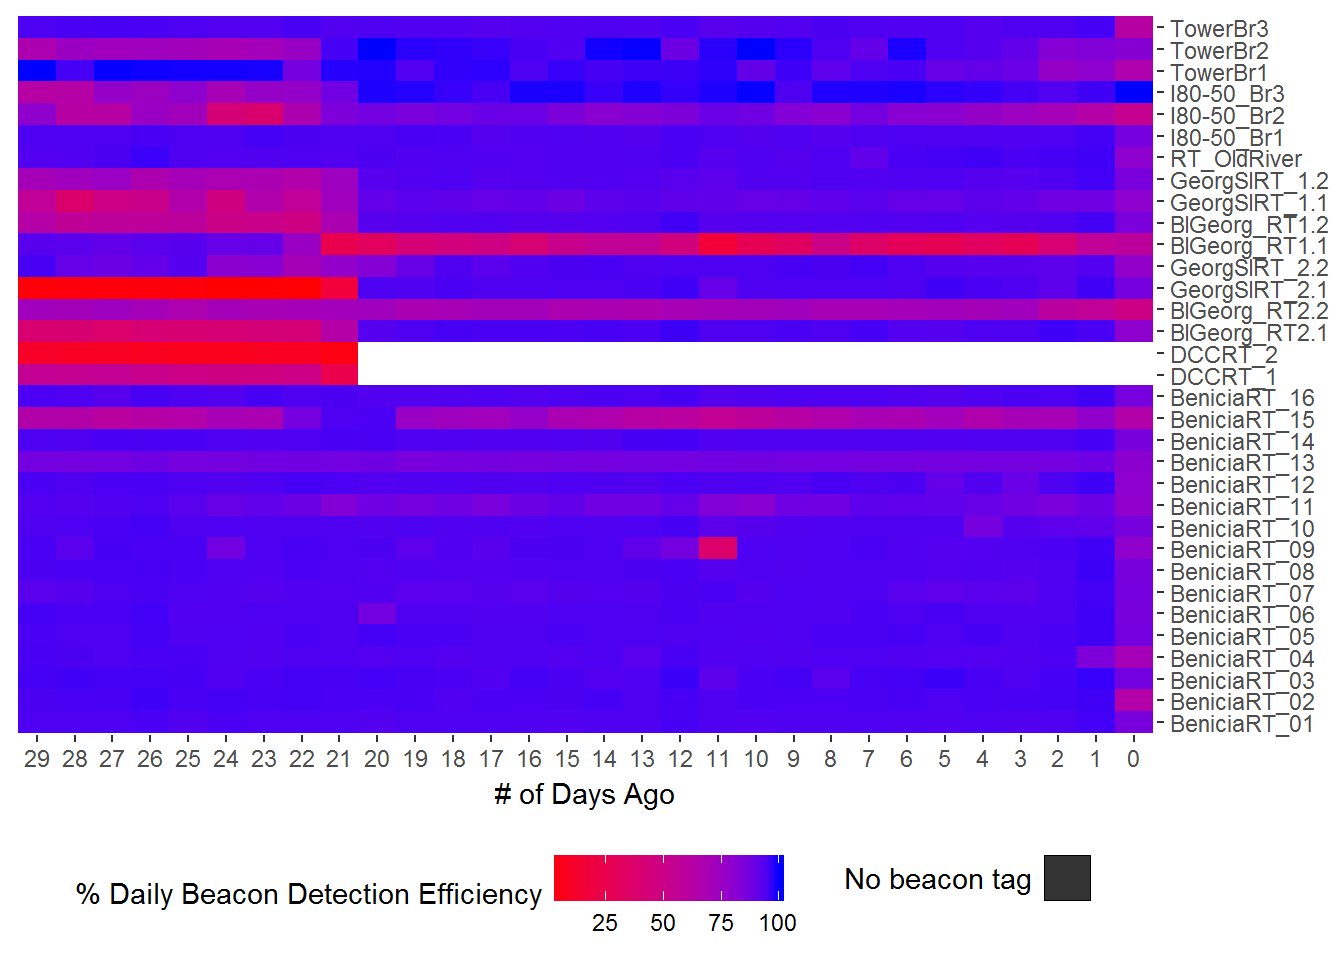 TowerBr3
TowerBr2
TowerBr1
I80-50_Br3
I80-50_Br2
I80-50_Br1
RT_OldRiver
GeorgSlRT_1.2
GeorgSlRT_1.1
BlGeorg_RT1.2
BlGeorg_RT1.1
GeorgSlRT_2.2
GeorgSlRT_2.1
BlGeorg_RT2.2
BlGeorg_RT2.1
DCCRT_2
DCCRT_1
BeniciaRT_16
BeniciaRT_15
BeniciaRT_14
BeniciaRT_13
BeniciaRT_12
BeniciaRT_11
BeniciaRT_10
BeniciaRT_09
BeniciaRT_08
BeniciaRT_07
BeniciaRT_06
BeniciaRT_05
BeniciaRT_04
BeniciaRT_03
BeniciaRT_02
BeniciaRT_01
29 28 27 26 25 24 23 22 21 20 19 18 17 16 15 14 13 12 11 10 9 8 7 6 5 4 3 2 1 0
# of Days Ago
% Daily Beacon Detection Efficiency
25 50 75 100
No beacon tag